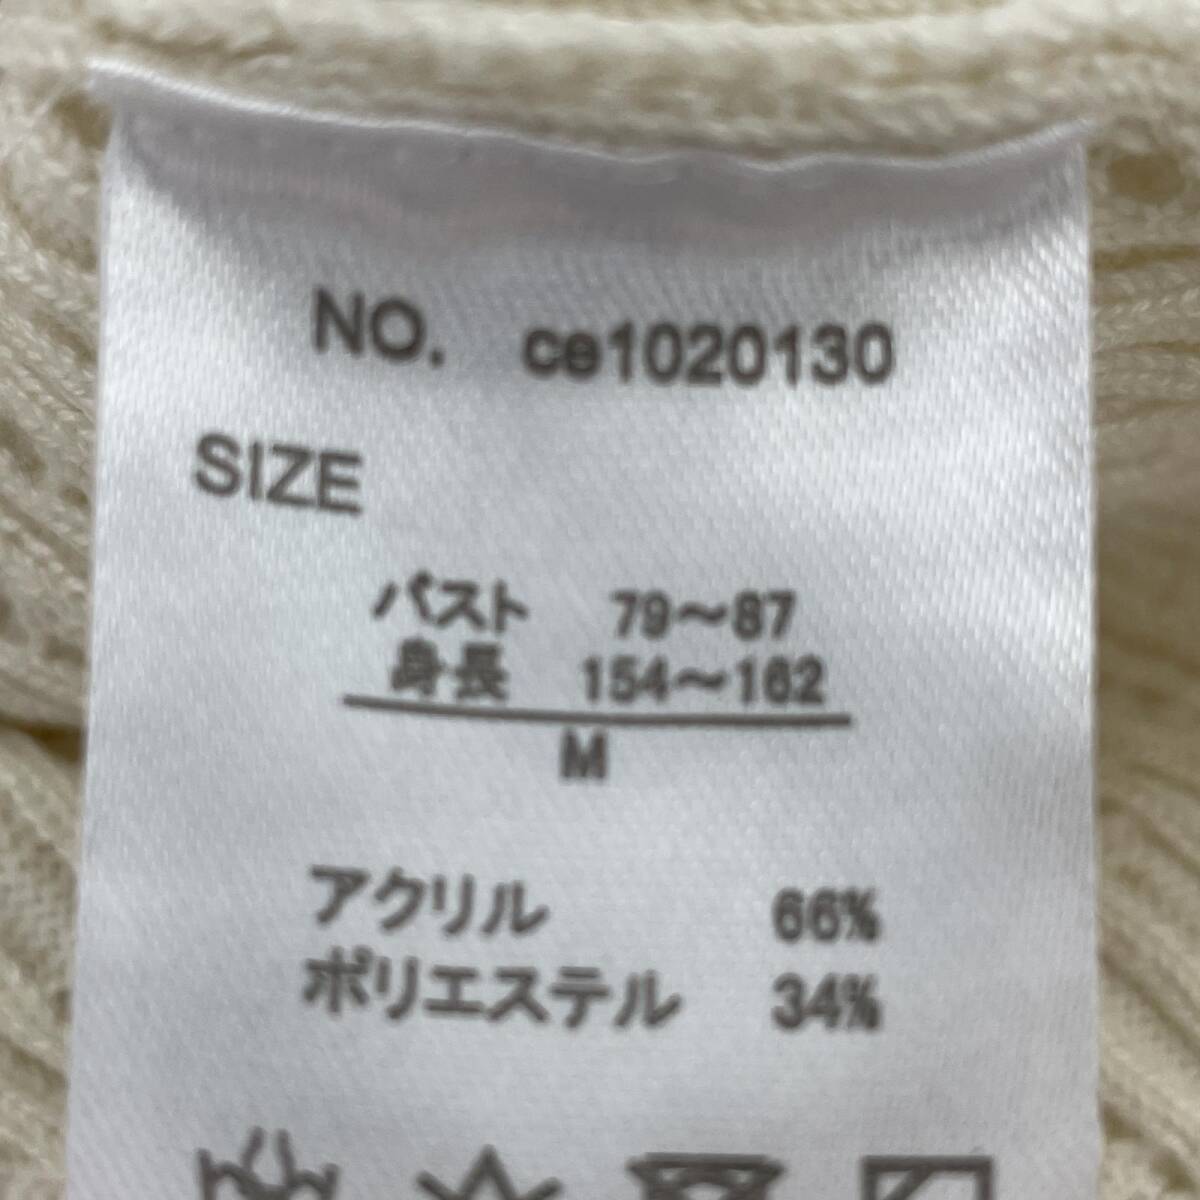 NO. ce1020130
SIZE
バスト 79～87
身長 154～162
M
アクリル 66%
ポリエステル 34%